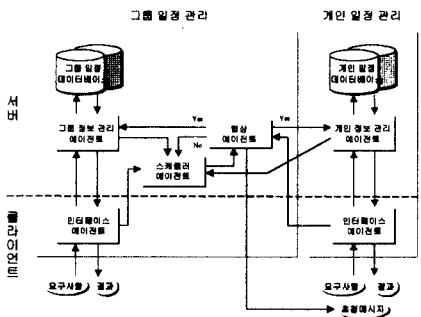 그룹 일정 관리
개인 일정 관리
그룹 일정
데이터베이스
개인 일정
데이터베이스
서버
그룹 정보 관리
에이전트
Yes
No
협상
에이전트
Yes
개인 정보 관리
에이전트
스케쥴러
에이전트
클라이언트
인터페이스
에이전트
인터페이스
에이전트
요구사항
결과
요구사항
결과
초청메시지